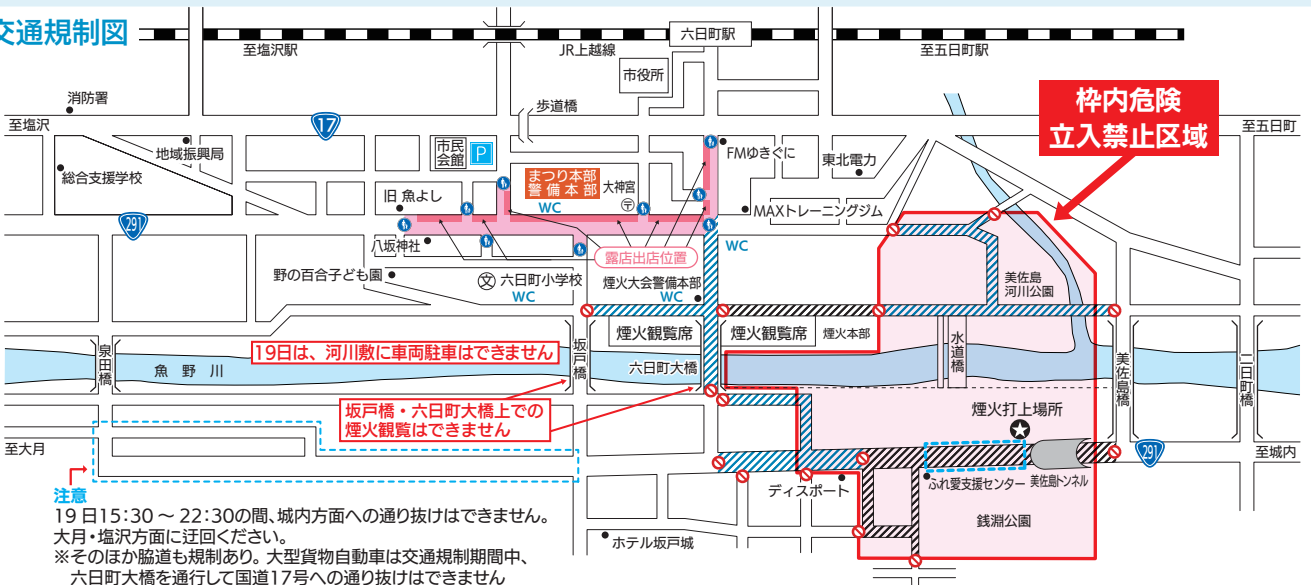 交通規制図
六日町駅
至塩沢駅
JR上越線
至五日町駅
市役所
消防署
歩道橋
枠内危険
立入禁止区域
至塩沢
17
至五日町
地域振興局
市民
会館
P
FMゆきぐに
東北電力
総合支援学校
まつり本部
警備本部
大神宮
〒
旧 魚よし
WC
MAXトレーニングジム
291
八坂神社
露店出店位置
WC
野の百合子ども園
文
六日町小学校
WC
煙火大会警備本部
WC
美佐島
河川公園
煙火観覧席
煙火観覧席
煙火本部
19日は、河川敷に車両駐車はできません
泉田橋
魚野川
坂戸橋
六日町大橋
水道橋
美佐島橋
二日町橋
坂戸橋・六日町大橋上での
煙火観覧はできません
煙火打上場所
至大月
291
至城内
ディスポート
ふれ愛支援センター
美佐島トンネル
注意
19日15:30～22:30の間、城内方面への通り抜けはできません。
大月・塩沢方面に迂回ください。
※そのほか脇道も規制あり。大型貨物自動車は交通規制期間中、
六日町大橋を通行して国道17号への通り抜けはできません
ホテル坂戸城
銭淵公園